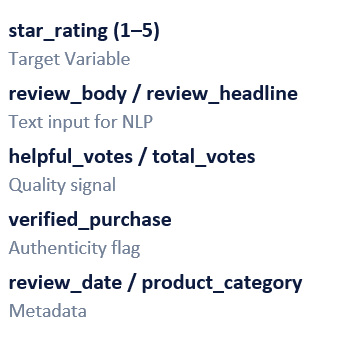 star_rating (1–5)
Target Variable
review_body / review_headline
Text input for NLP
helpful_votes / total_votes
Quality signal
verified_purchase
Authenticity flag
review_date / product_category
Metadata